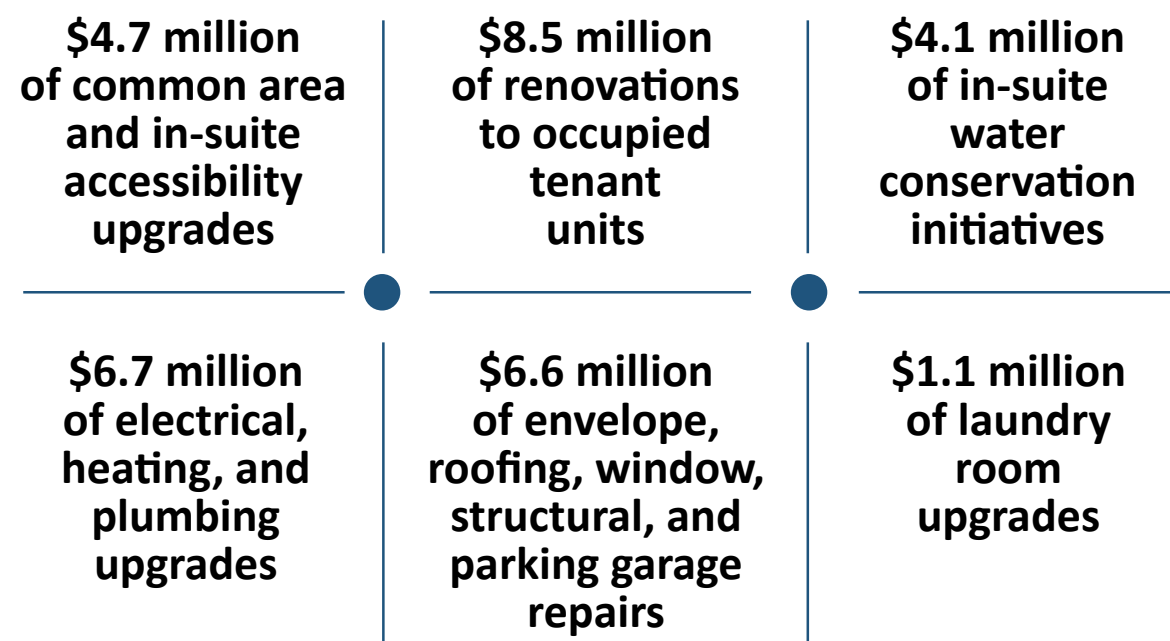 $4.7 million
of common area
and in-suite
accessibility
upgrades
$8.5 million
of renovations
to occupied
tenant
units
$4.1 million
of in-suite
water
conservation
initiatives
$6.7 million
of electrical,
heating, and
plumbing
upgrades
$6.6 million
of envelope,
roofing, window,
structural, and
parking garage
repairs
$1.1 million
of laundry
room
upgrades